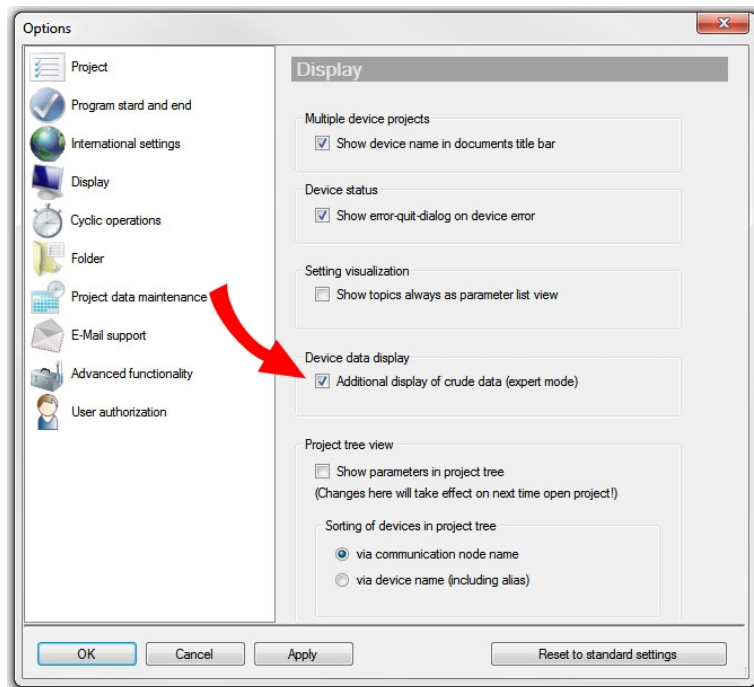 Options
Project
Program stard and end
International settings
Display
Cyclic operations
Folder
Project data maintenance
E-Mail support
Advanced functionality
User authorization
Display
Multiple device projects
Show device name in documents title bar
Device status
Show error-quit-dialog on device error
Setting visualization
Show topics always as parameter list view
Device data display
Additional display of crude data (expert mode)
Project tree view
Show parameters in project tree
(Changes here will take effect on next time open project!)
Sorting of devices in project tree
via communication node name
via device name (including alias)
OK
Cancel
Apply
Reset to standard settings